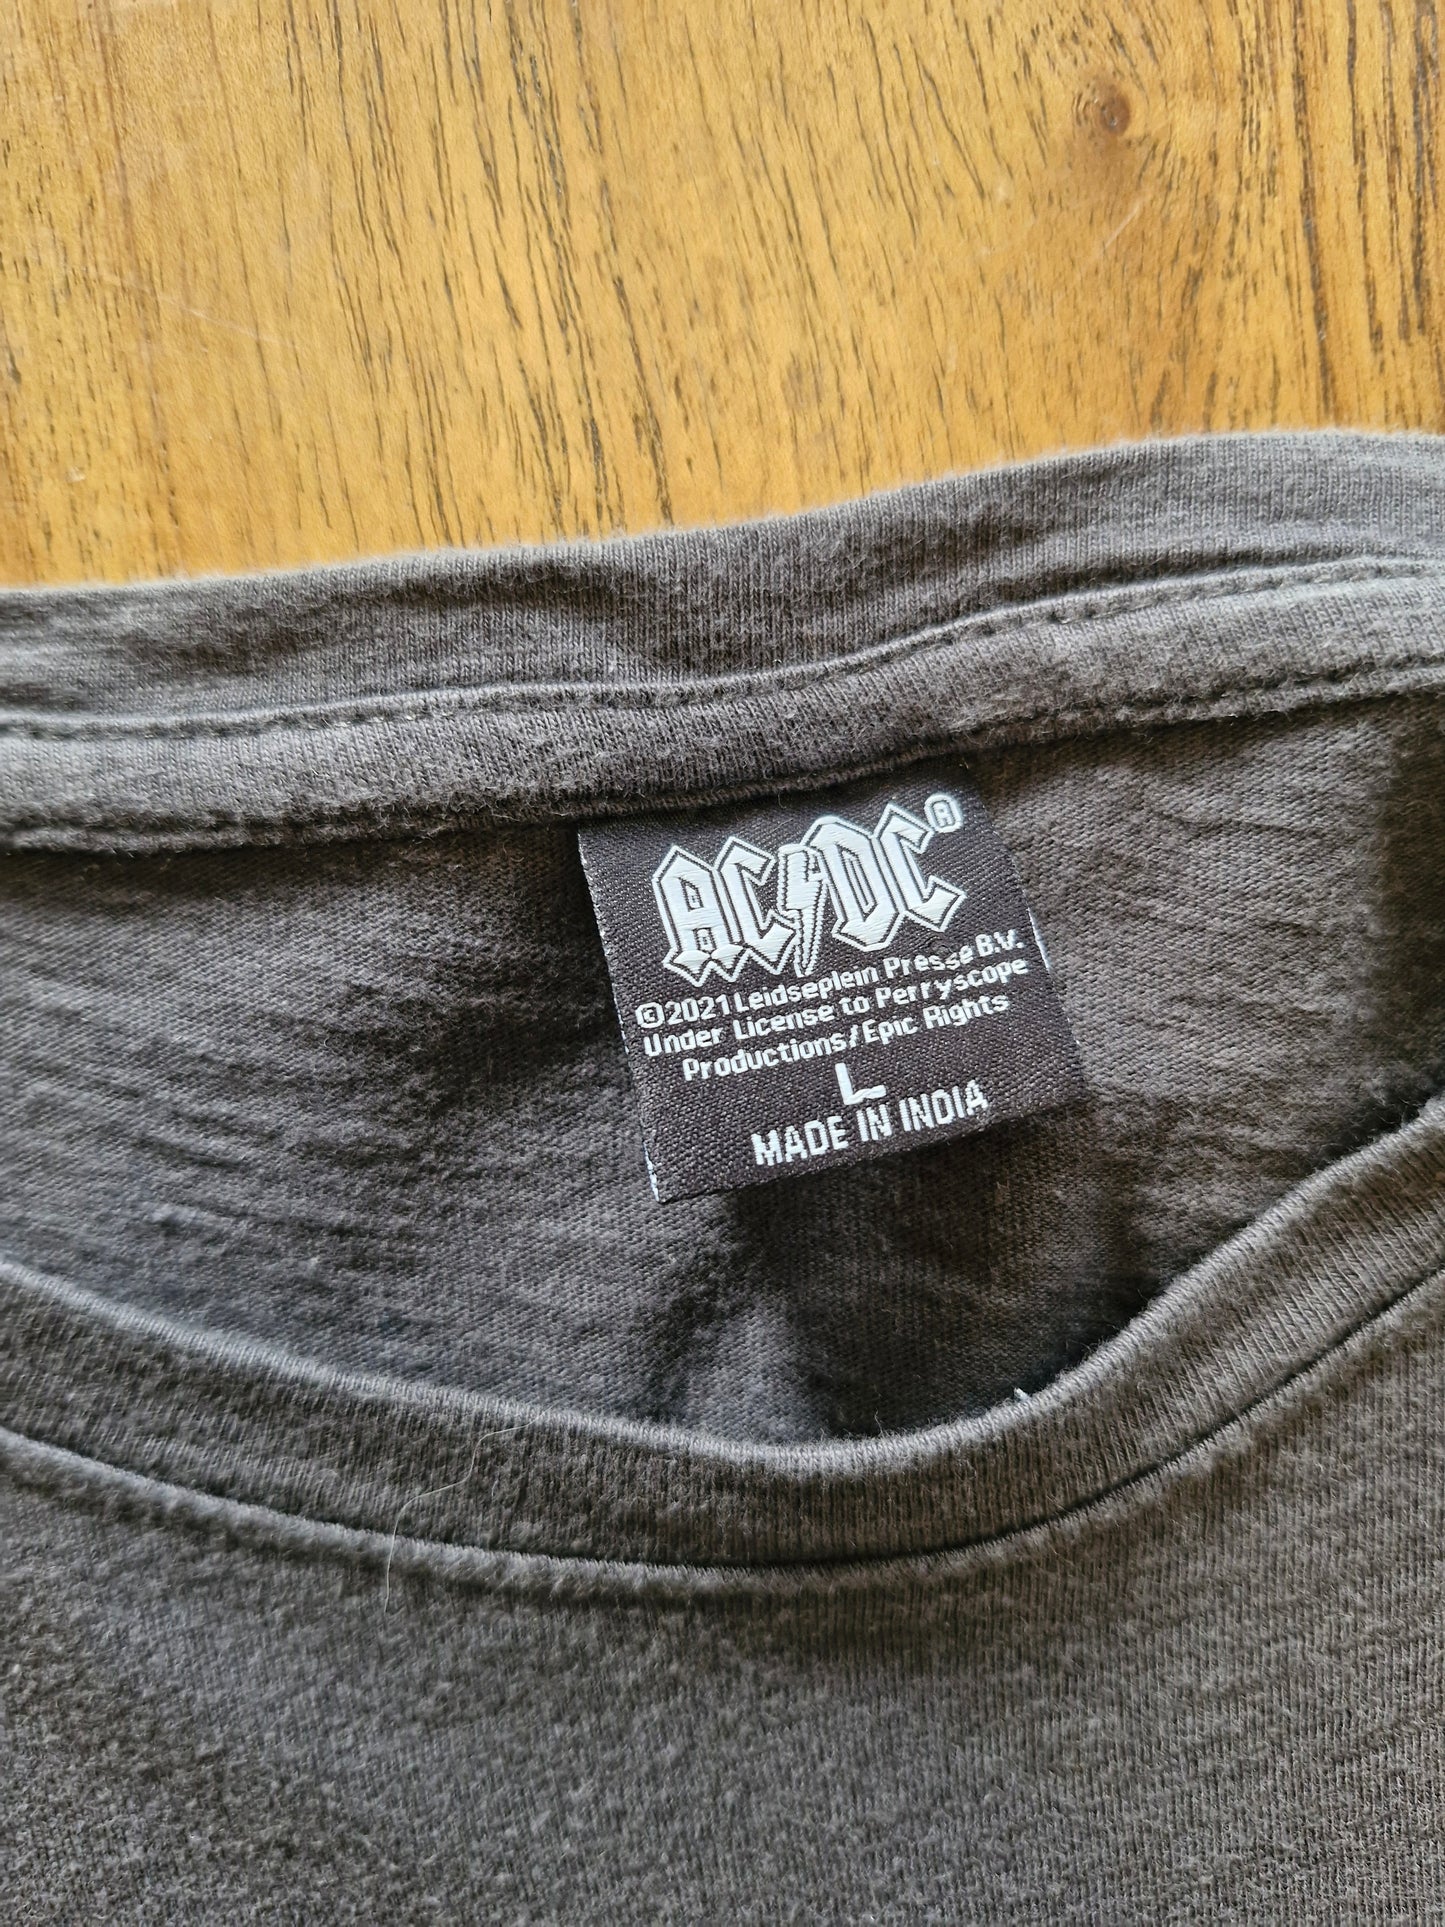 AC/DC®
©2021 Leidseplein Presse B.V.
Under License to Perryscope
Productions/Epic Rights
L
MADE IN INDIA